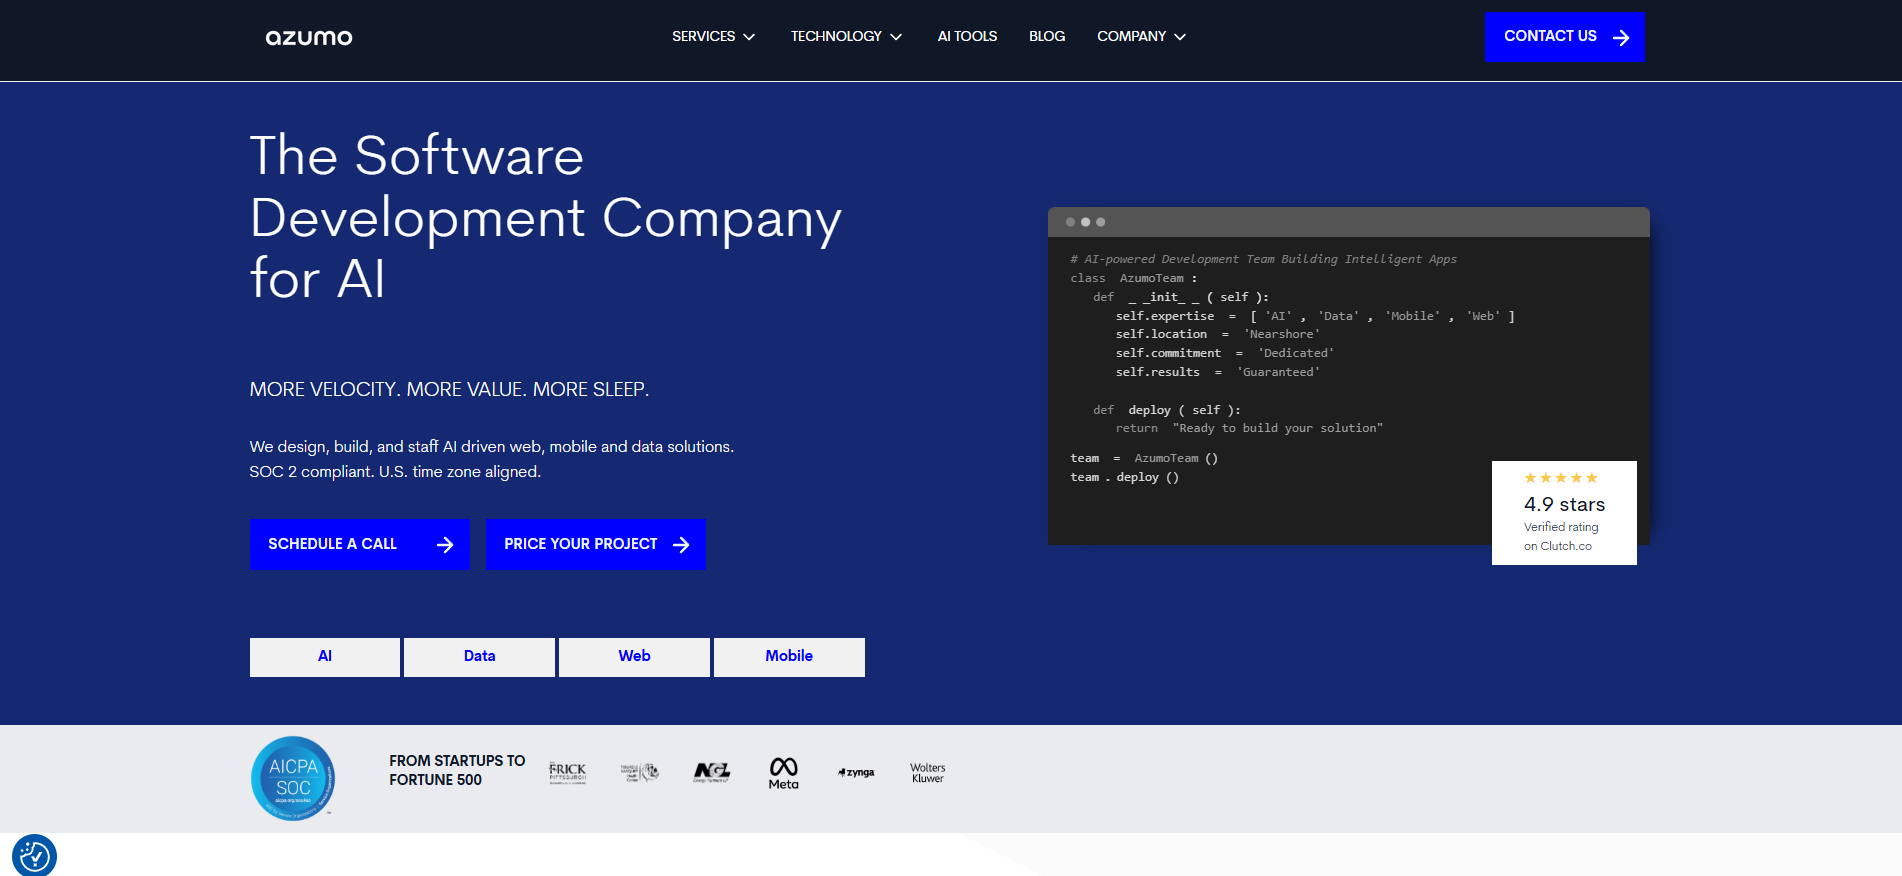 azumo
SERVICES
TECHNOLOGY
AI TOOLS
BLOG
COMPANY
CONTACT US
The Software
Development Company
for AI
MORE VELOCITY. MORE VALUE. MORE SLEEP.
We design, build, and staff AI driven web, mobile and data solutions.
SOC 2 compliant. U.S. time zone aligned.
SCHEDULE A CALL
PRICE YOUR PROJECT
# AI-powered Development Team Building Intelligent Apps
class AzumoTeam :
def _ _init_ _ ( self ):
self.expertise = [ 'AI' , 'Data' , 'Mobile' , 'Web' ]
self.location = 'Nearshore'
self.commitment = 'Dedicated'
self.results = 'Guaranteed'
def deploy ( self ):
return "Ready to build your solution"
team = AzumoTeam ()
team . deploy ()
4.9 stars
Verified rating
on Clutch.co
AI
Data
Web
Mobile
AICPA
SOC
FROM STARTUPS TO
FORTUNE 500
FRICK
PITTSBURGH
NGL
Meta
zynga
Wolters
Kluwer